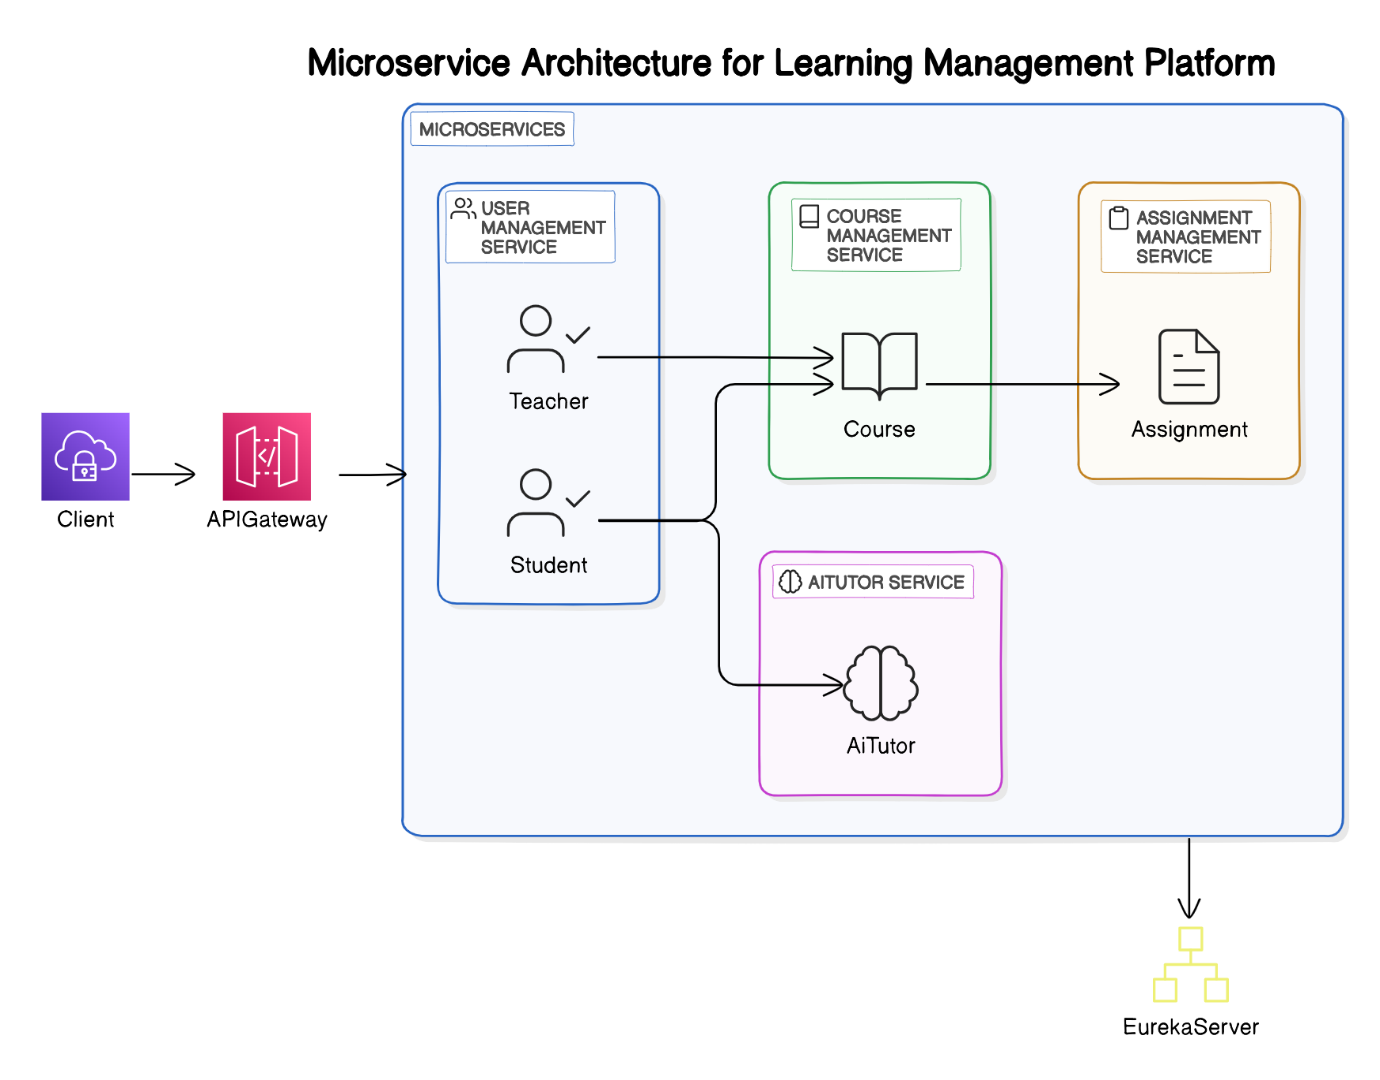 Microservice Architecture for Learning Management Platform
MICROSERVICES
USER
MANAGEMENT
SERVICE
COURSE
MANAGEMENT
SERVICE
ASSIGNMENT
MANAGEMENT
SERVICE
Teacher
Course
Assignment
Client
APIGateway
Student
AITUTOR SERVICE
AiTutor
EurekaServer